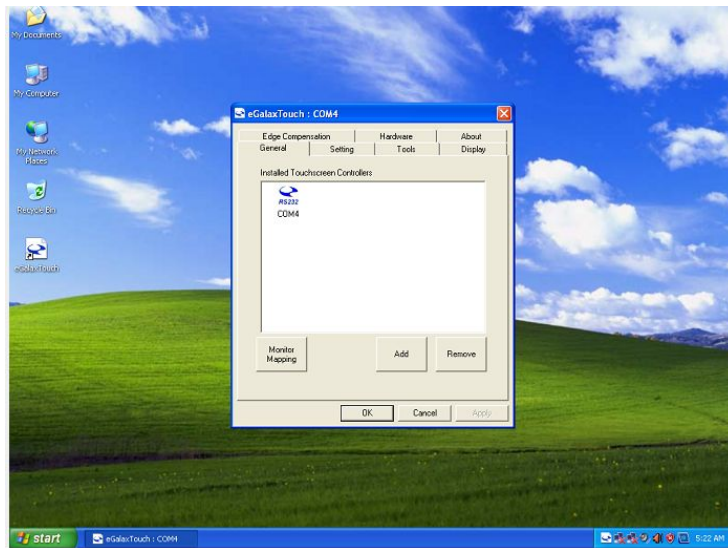 My Documents
My Computer
My Network
Places
Recycle Bin
eGalaxTouch
eGalaxTouch : COM4
Edge Compensation
Hardware
About
General
Setting
Tools
Display
Installed Touchscreen Controllers
RS232
COM4
Monitor
Mapping
Add
Remove
OK
Cancel
Apply
start
eGalaxTouch : COM4
5:22 AM